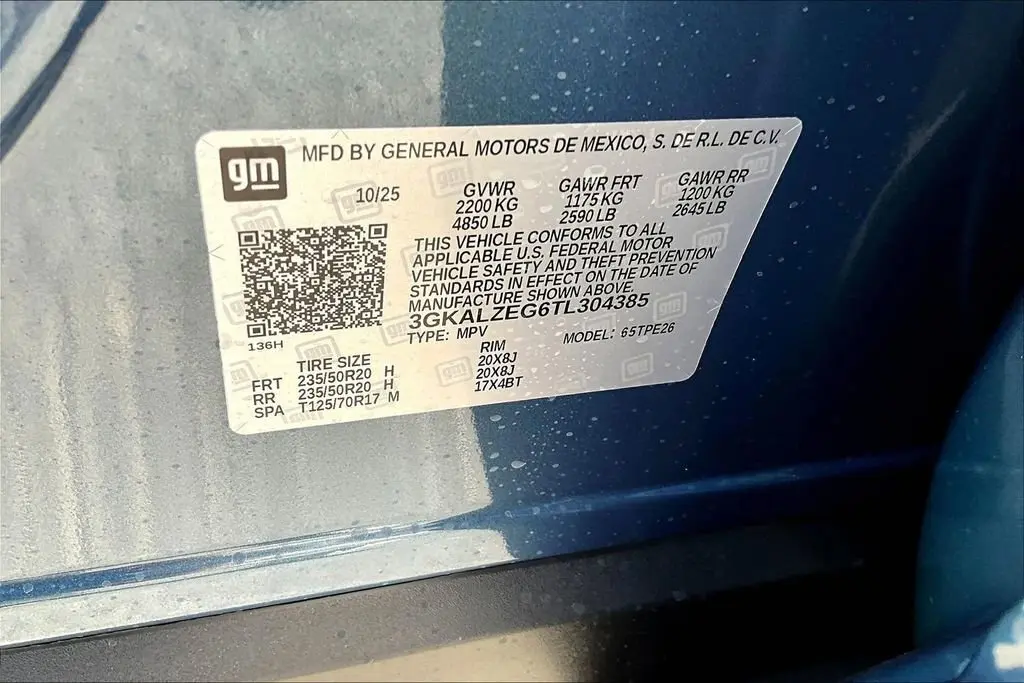 gm MFD BY GENERAL MOTORS DE MEXICO, S. DE R.L. DE C.V.
10/25 GVWR GAWR FRT GAWR RR
2200 KG 1175 KG 1200 KG
4850 LB 2590 LB 2645 LB
THIS VEHICLE CONFORMS TO ALL
APPLICABLE U.S. FEDERAL MOTOR
VEHICLE SAFETY AND THEFT PREVENTION
STANDARDS IN EFFECT ON THE DATE OF
MANUFACTURE SHOWN ABOVE.
3GKALZEG6TL304385
TYPE: MPV MODEL: 65TPE26
136H
TIRE SIZE RIM
FRT 235/50R20 H 20X8J
RR 235/50R20 H 20X8J
SPA T125/70R17 M 17X4BT